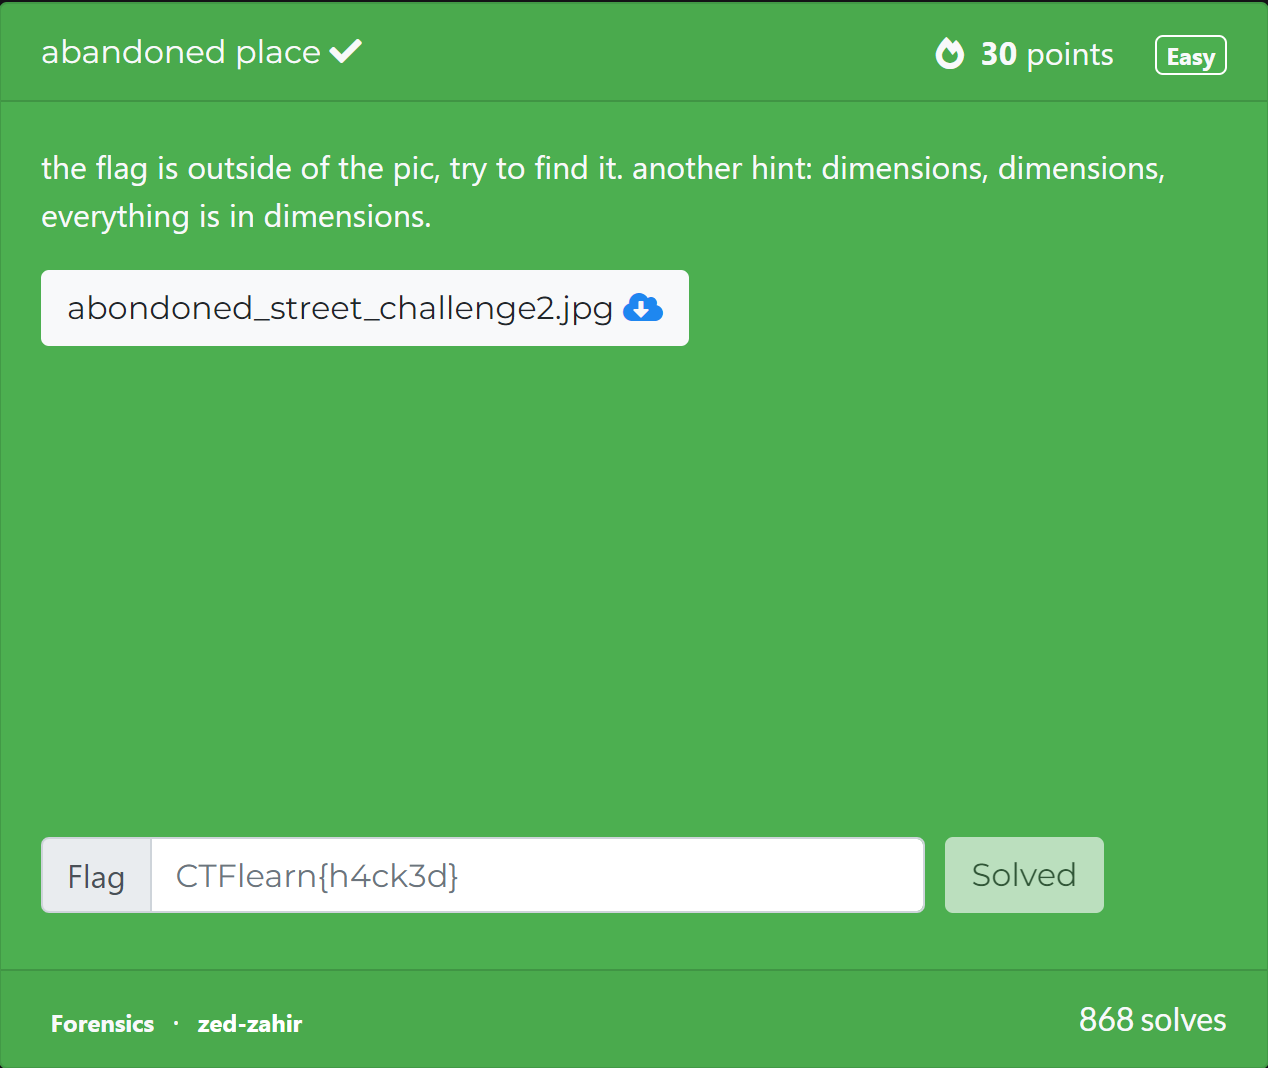 abandoned place
30 points
Easy
the flag is outside of the pic, try to find it. another hint: dimensions, dimensions,
everything is in dimensions.
abondoned_street_challenge2.jpg
Flag
CTFlearn{h4ck3d}
Solved
Forensics · zed-zahir
868 solves